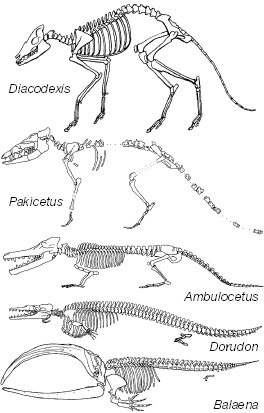 Diacodexis
Pakicetus
Ambulocetus
Dorudon
Balaena